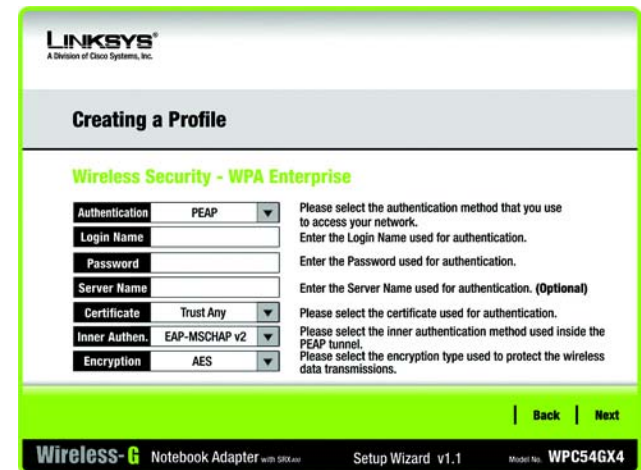 LINKSYS®
A Division of Cisco Systems, Inc.
Creating a Profile
Wireless Security - WPA Enterprise
Authentication PEAP Please select the authentication method that you use
to access your network.
Login Name Enter the Login Name used for authentication.
Password Enter the Password used for authentication.
Server Name Enter the Server Name used for authentication. (Optional)
Certificate Trust Any Please select the certificate used for authentication.
Inner Authen. EAP-MSCHAP v2 Please select the inner authentication method used inside the
PEAP tunnel.
Encryption AES Please select the encryption type used to protect the wireless
data transmissions.
Back Next
Wireless-G Notebook Adapter with SRX400 Setup Wizard v1.1 Model No. WPC54GX4